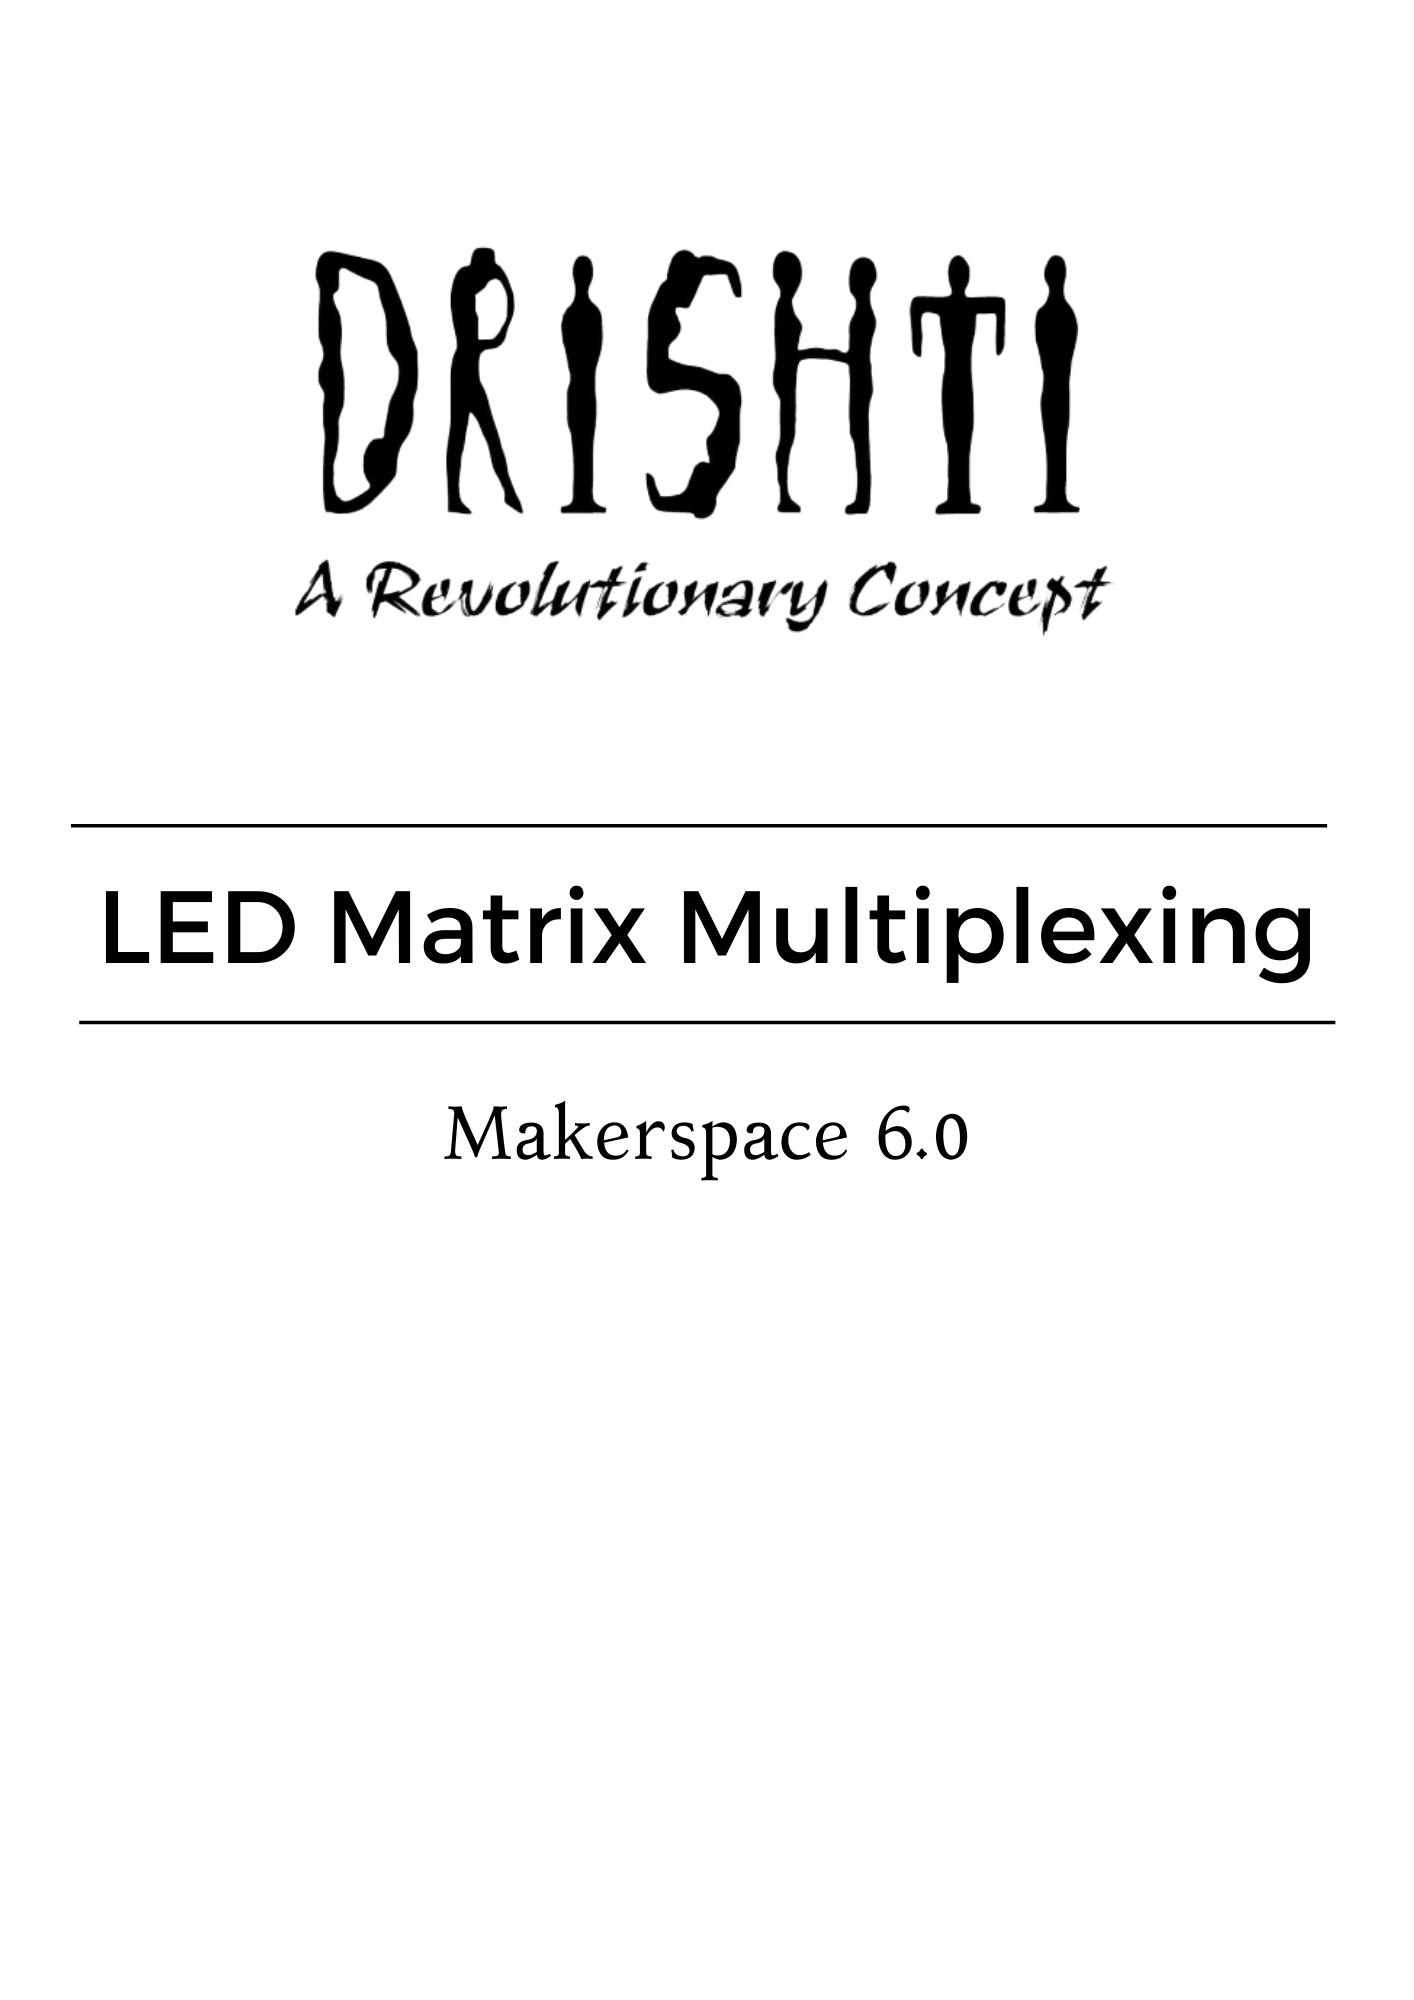 DRISHTI
A Revolutionary Concept
LED Matrix Multiplexing
Makerspace 6.0